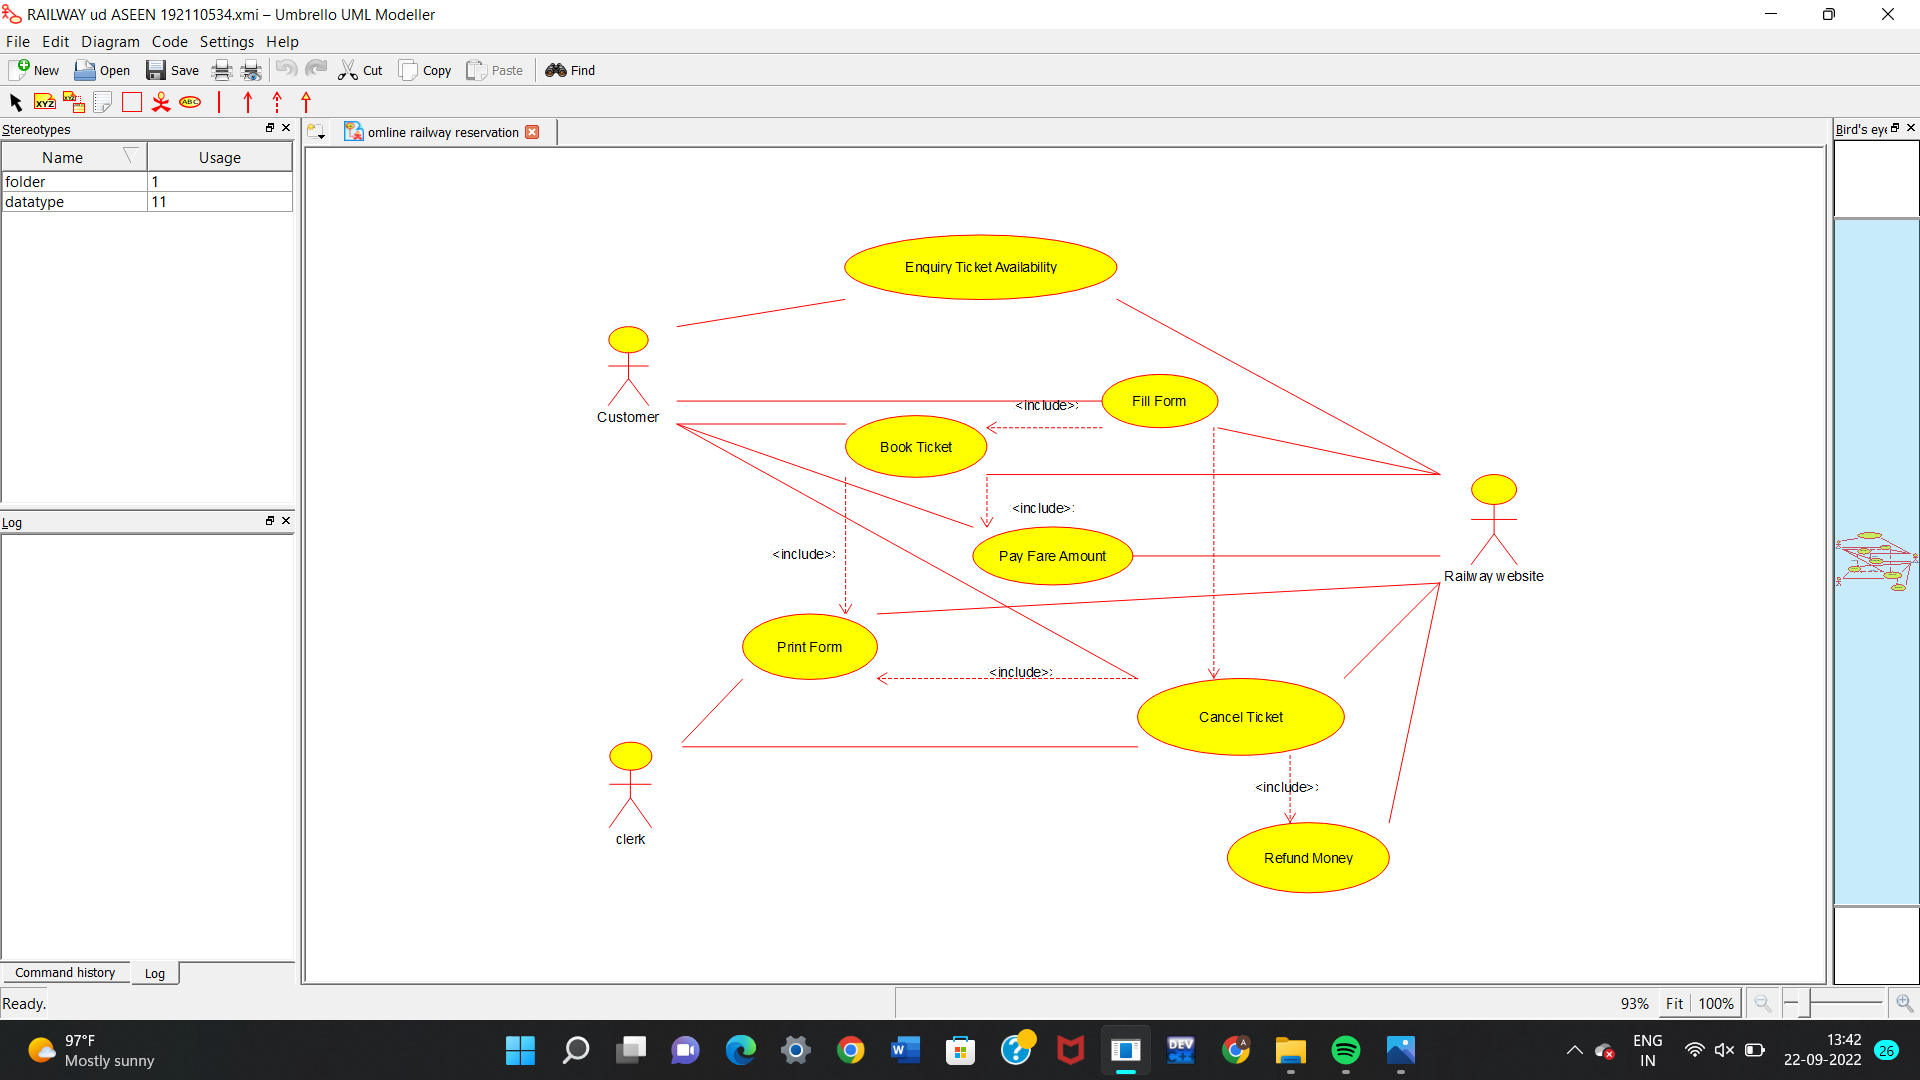 RAILWAY ud ASEEN 192110534.xmi – Umbrello UML Modeller
File Edit Diagram Code Settings Help
New Open Save Cut Copy Paste Find
XYZ XYZ ABC
Stereotypes
Name Usage
folder 1
datatype 11
Log
Command history Log
Ready.
omline railway reservation
Enquiry Ticket Availability
Customer
Fill Form
<include>:
Book Ticket
<include>:
<include>:
Pay Fare Amount
Railway website
Print Form
<include>:
Cancel Ticket
clerk
<include>:
Refund Money
Bird's eye
93% Fit 100%
97°F
Mostly sunny
DEV
C++
A
ENG
IN
13:42
22-09-2022
26